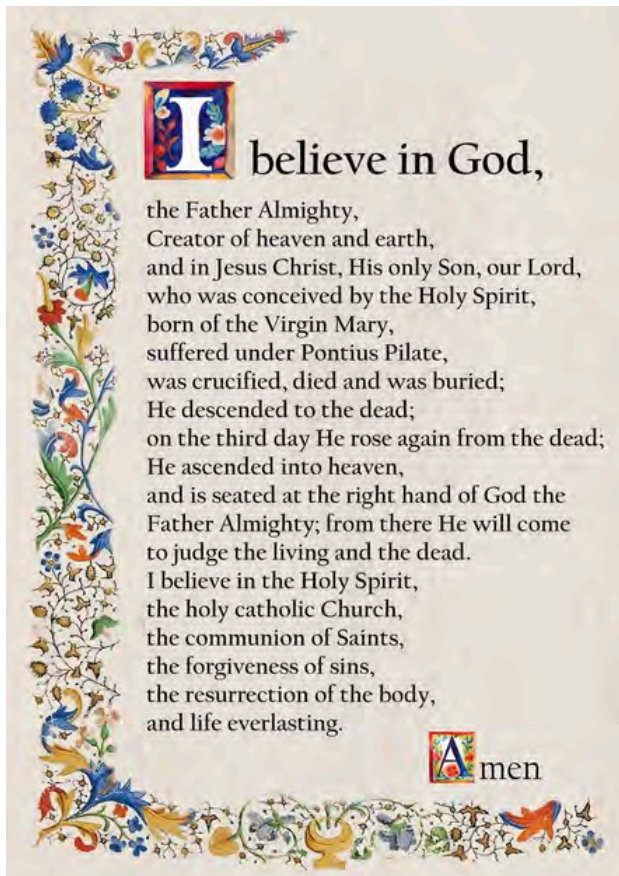 I believe in God,
the Father Almighty,
Creator of heaven and earth,
and in Jesus Christ, His only Son, our Lord,
who was conceived by the Holy Spirit,
born of the Virgin Mary,
suffered under Pontius Pilate,
was crucified, died and was buried;
He descended to the dead;
on the third day He rose again from the dead;
He ascended into heaven,
and is seated at the right hand of God the
Father Almighty; from there He will come
to judge the living and the dead.
I believe in the Holy Spirit,
the holy catholic Church,
the communion of Saints,
the forgiveness of sins,
the resurrection of the body,
and life everlasting.
Amen